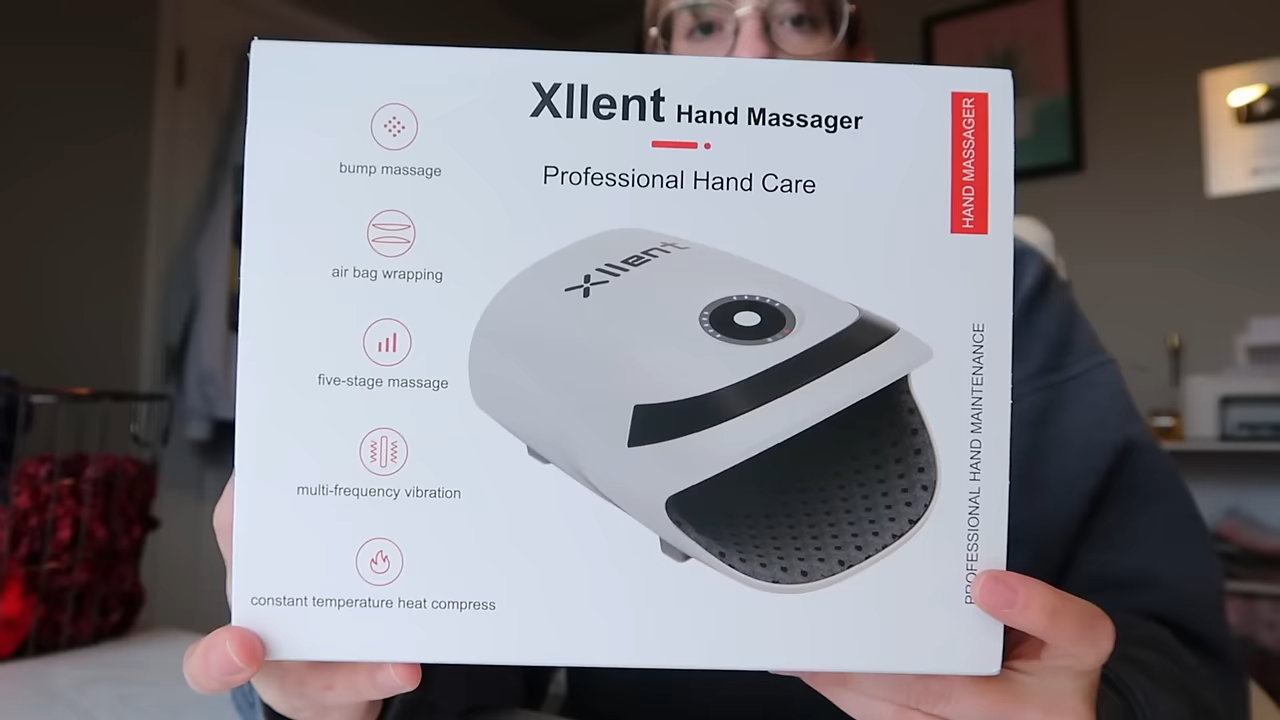 Xllent Hand Massager
Professional Hand Care
bump massage
air bag wrapping
five-stage massage
multi-frequency vibration
constant temperature heat compress
xllent
HAND MASSAGER
PROFESSIONAL HAND MAINTENANCE